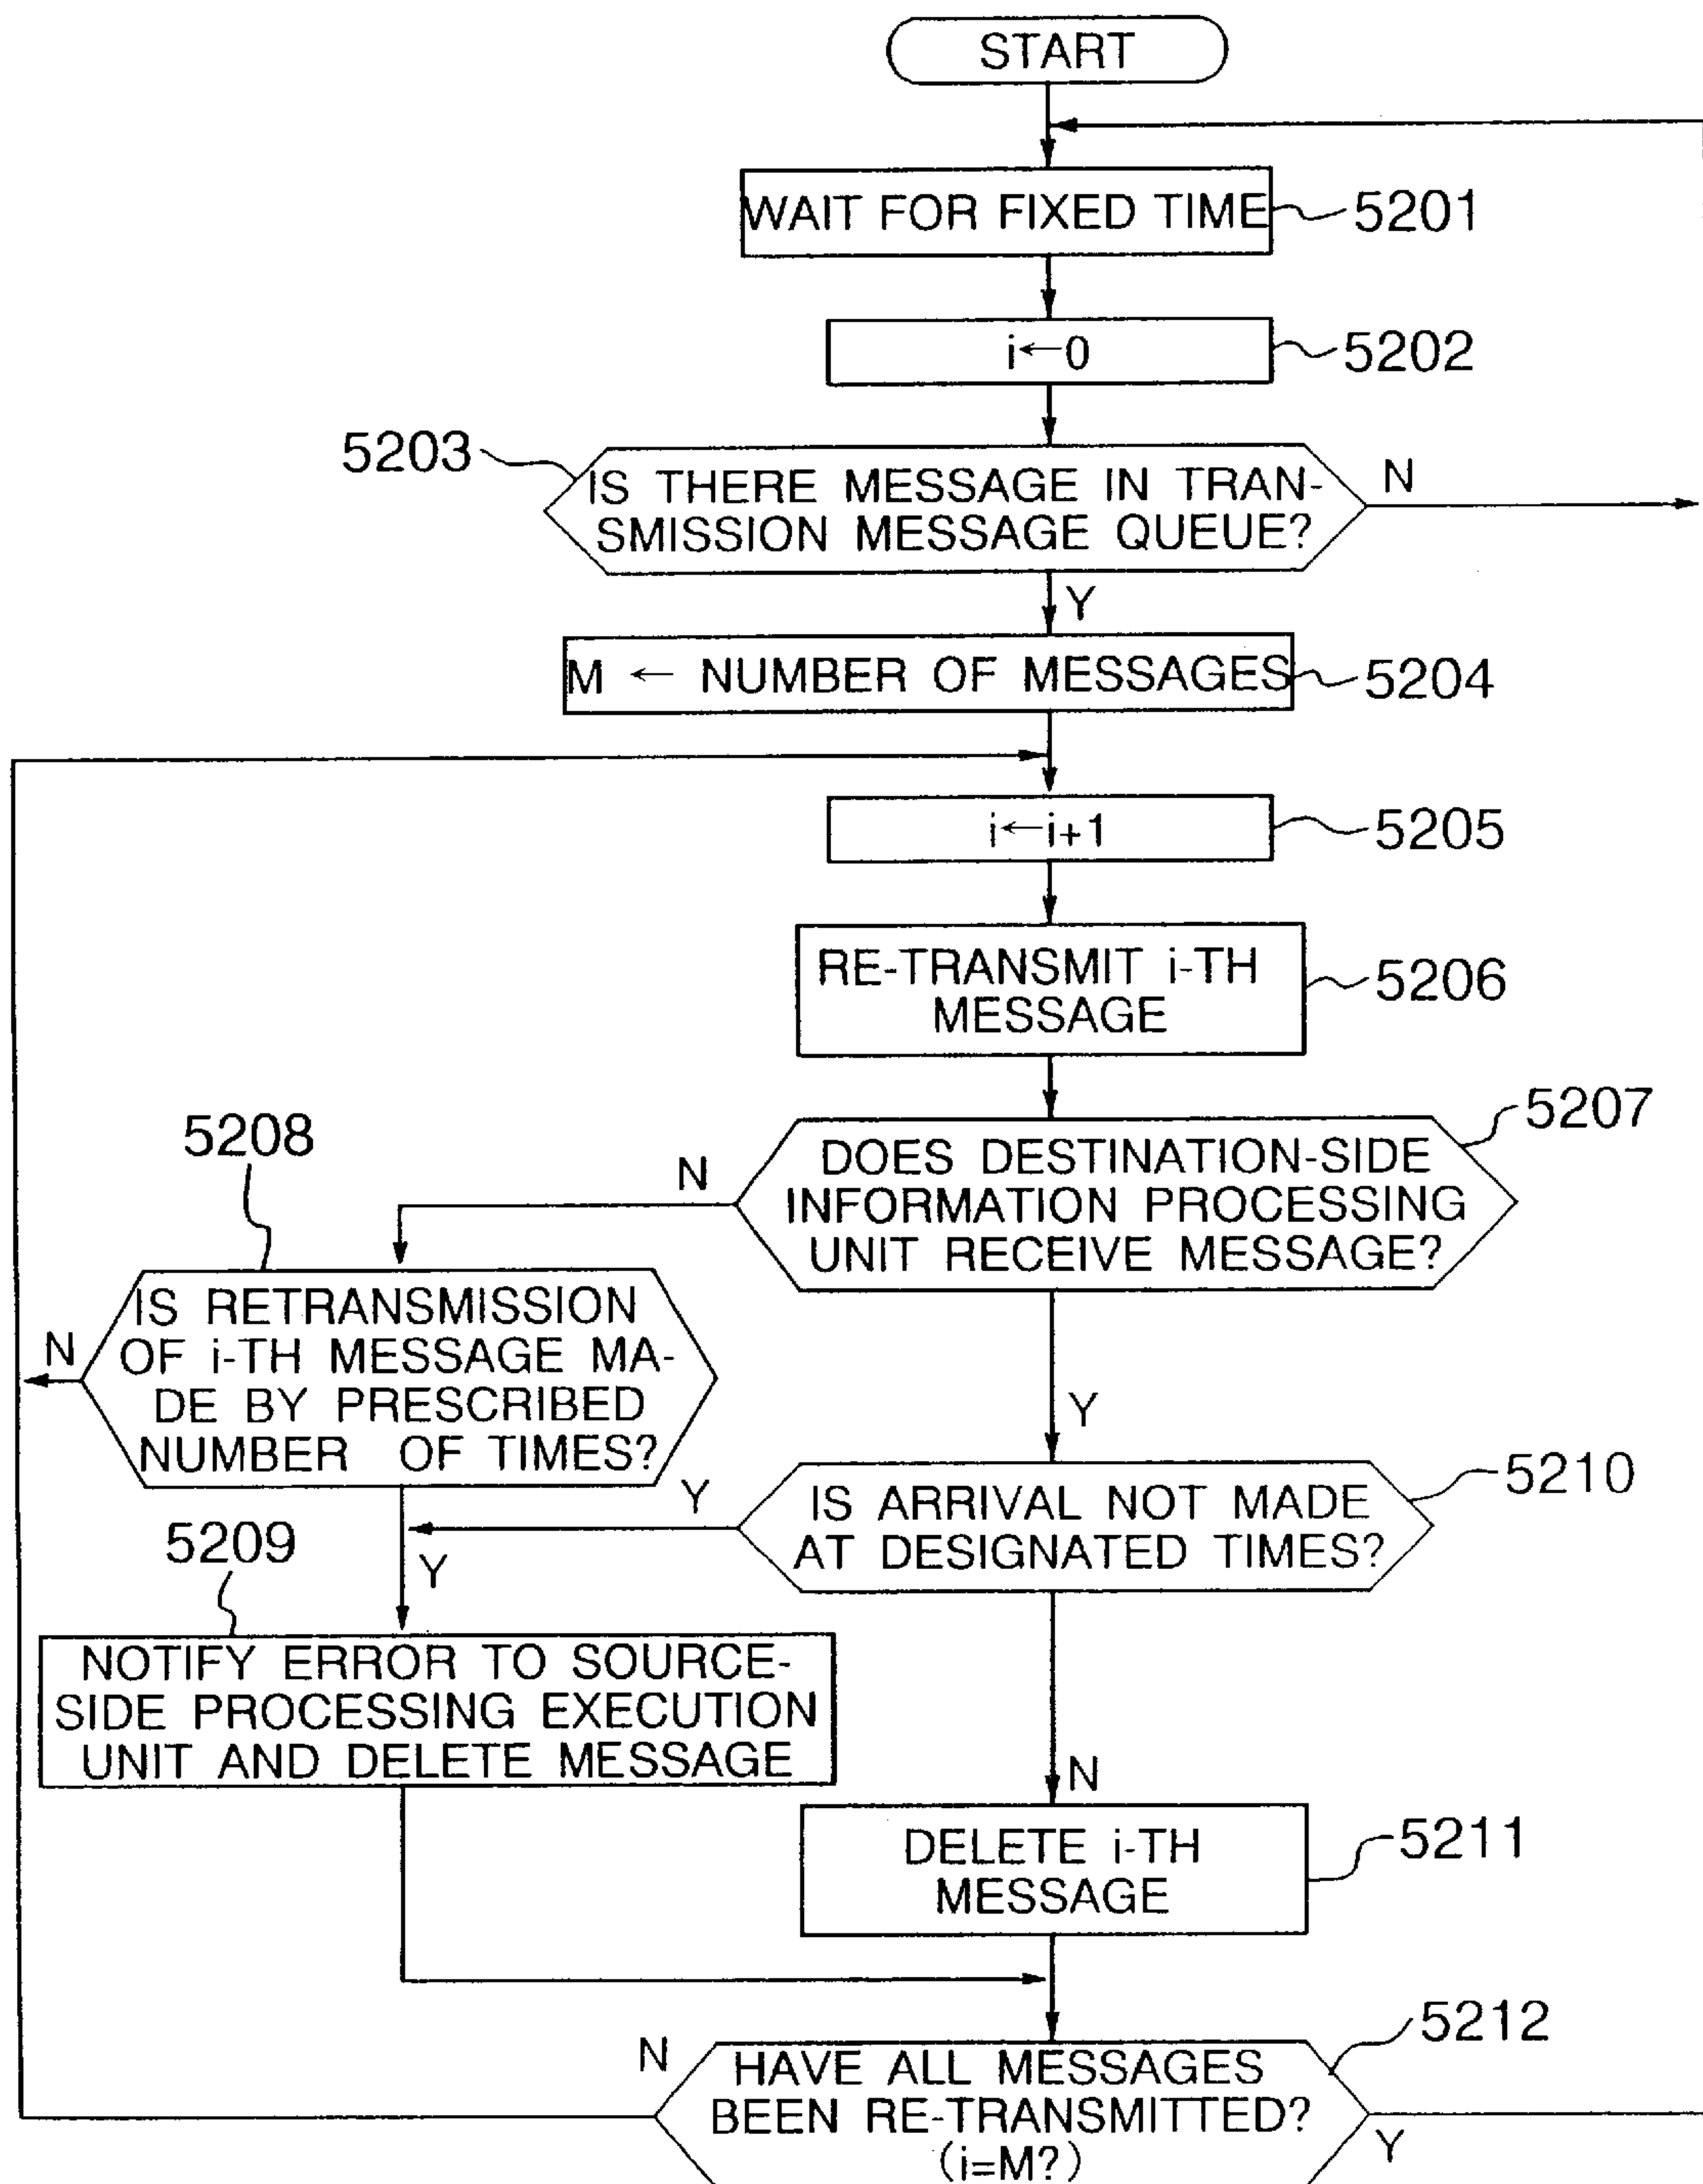 START
WAIT FOR FIXED TIME
5201
i←0
5202
5203
IS THERE MESSAGE IN TRAN-
SMISSION MESSAGE QUEUE?
N
Y
M ← NUMBER OF MESSAGES
5204
i←i+1
5205
RE-TRANSMIT i-TH
MESSAGE
5206
5207
DOES DESTINATION-SIDE
INFORMATION PROCESSING
UNIT RECEIVE MESSAGE?
N
Y
5208
IS RETRANSMISSION
OF i-TH MESSAGE MA-
DE BY PRESCRIBED
NUMBER OF TIMES?
N
Y
5210
IS ARRIVAL NOT MADE
AT DESIGNATED TIMES?
Y
N
5209
NOTIFY ERROR TO SOURCE-
SIDE PROCESSING EXECUTION
UNIT AND DELETE MESSAGE
DELETE i-TH
MESSAGE
5211
5212
HAVE ALL MESSAGES
BEEN RE-TRANSMITTED?
(i=M?)
N
Y